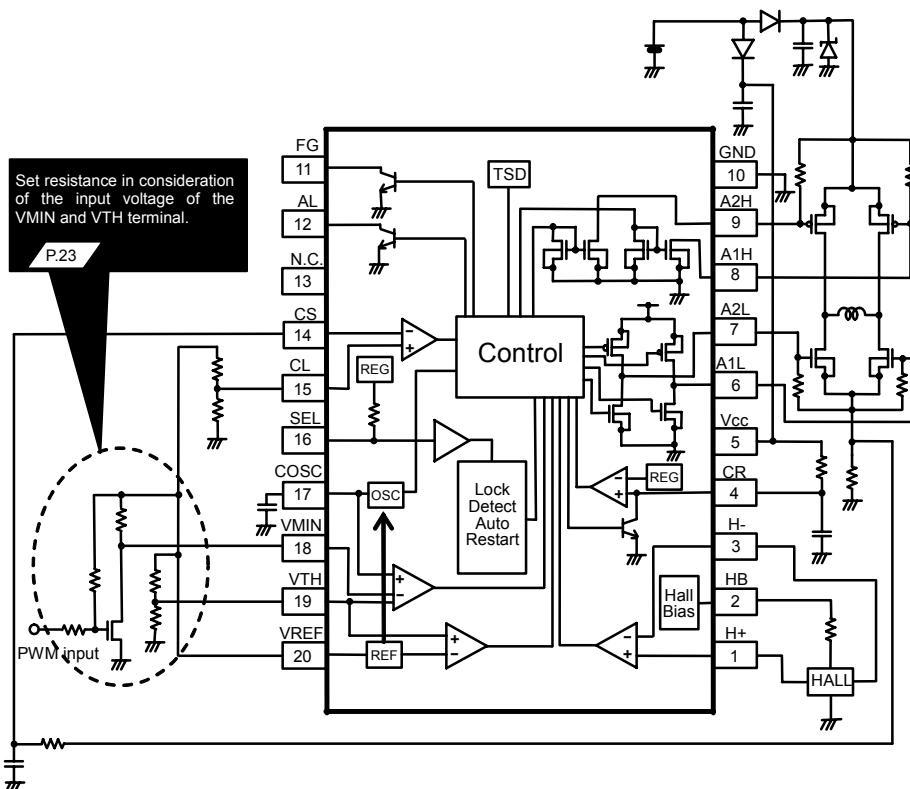 Set resistance in consideration
of the input voltage of the
VMIN and VTH terminal.
P.23
FG
11
AL
12
N.C.
13
CS
14
CL
15
SEL
16
COSC
17
VMIN
18
VTH
19
VREF
20
PWM input
TSD
Control
REG
OSC
Lock
Detect
Auto
Restart
REF
REG
Hall
Bias
GND
10
A2H
9
A1H
8
A2L
7
A1L
6
Vcc
5
CR
4
H-
3
HB
2
H+
1
HALL